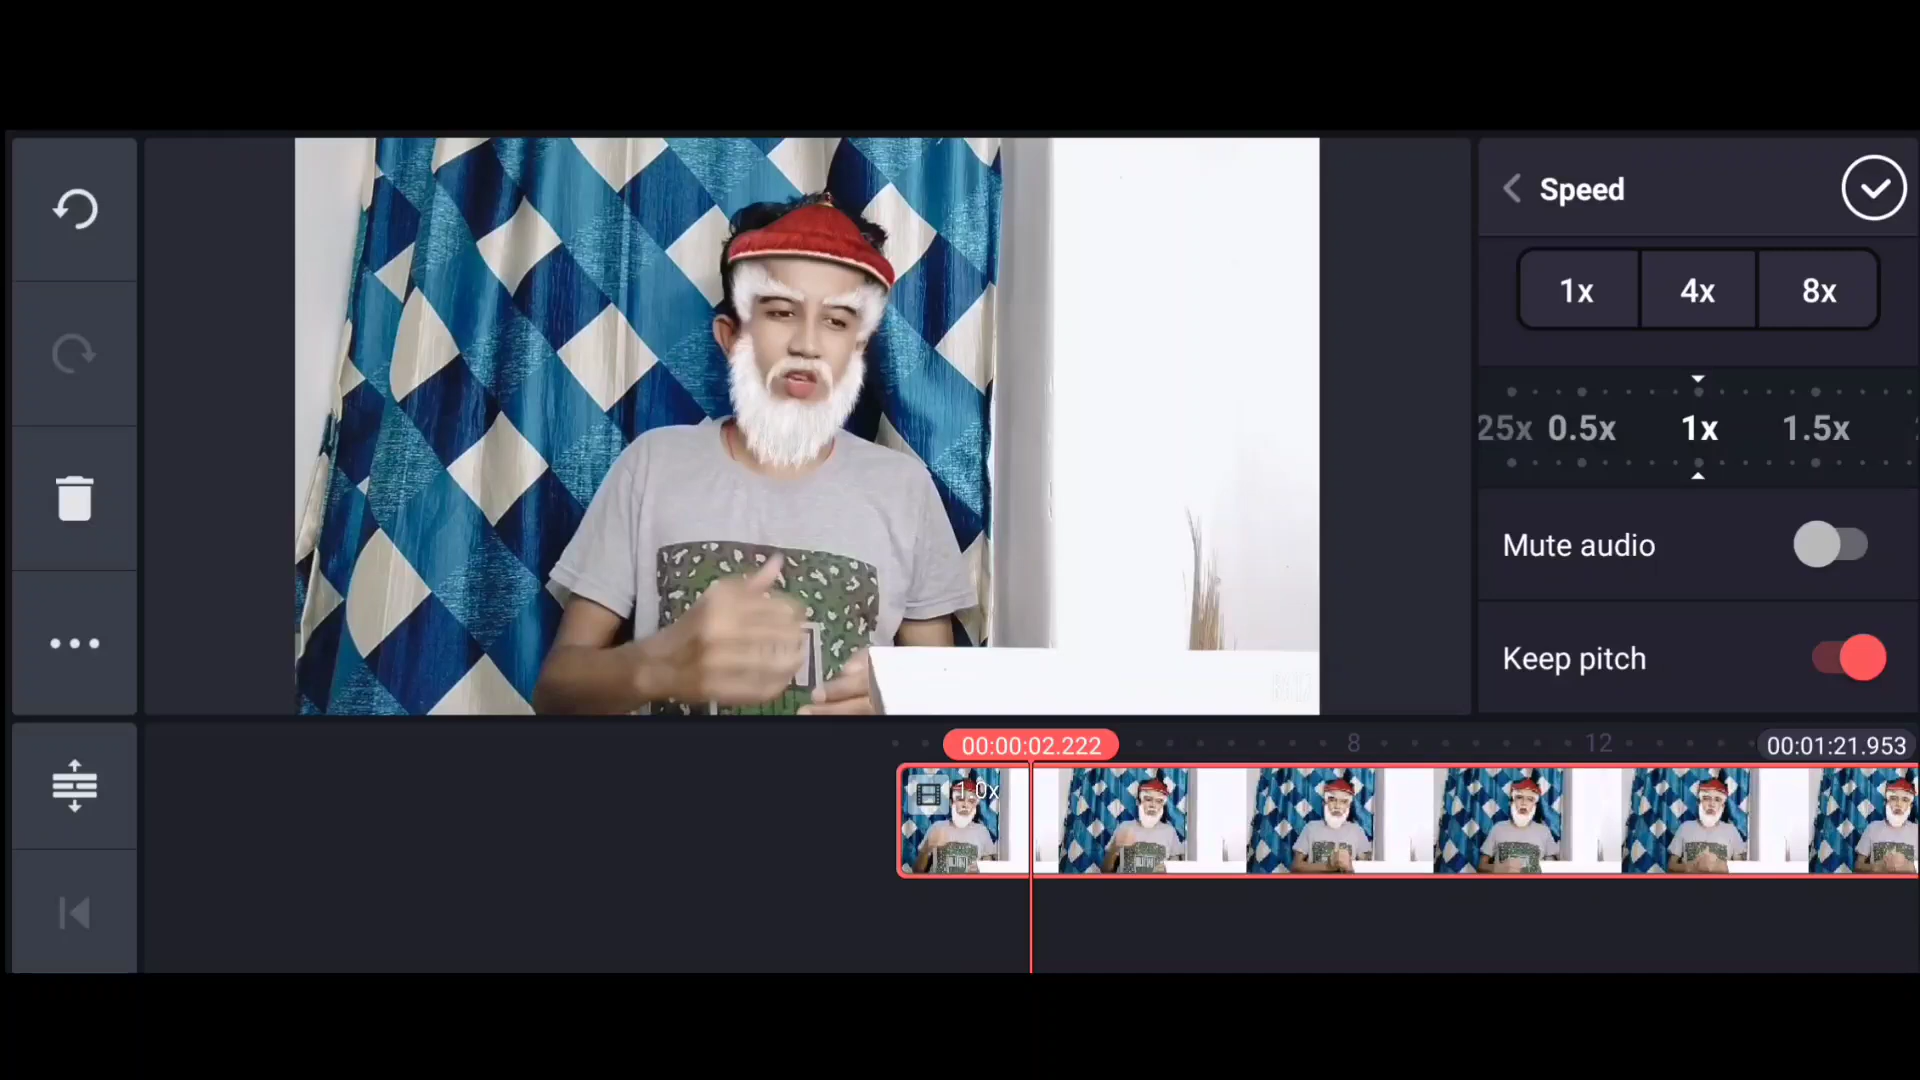 Speed
1x 4x 8x
25x 0.5x 1x 1.5x
Mute audio
Keep pitch
00:00:02.222 8 12 00:01:21.953
1.0x